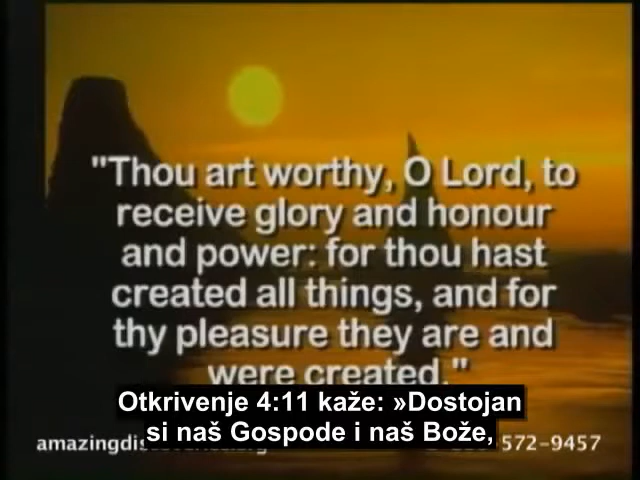 "Thou art worthy, O Lord, to
receive glory and honour
and power: for thou hast
created all things, and for
thy pleasure they are and
were created."
Otkrivenje 4:11 kaže: »Dostojan
si naš Gospode i naš Bože,
572-9457